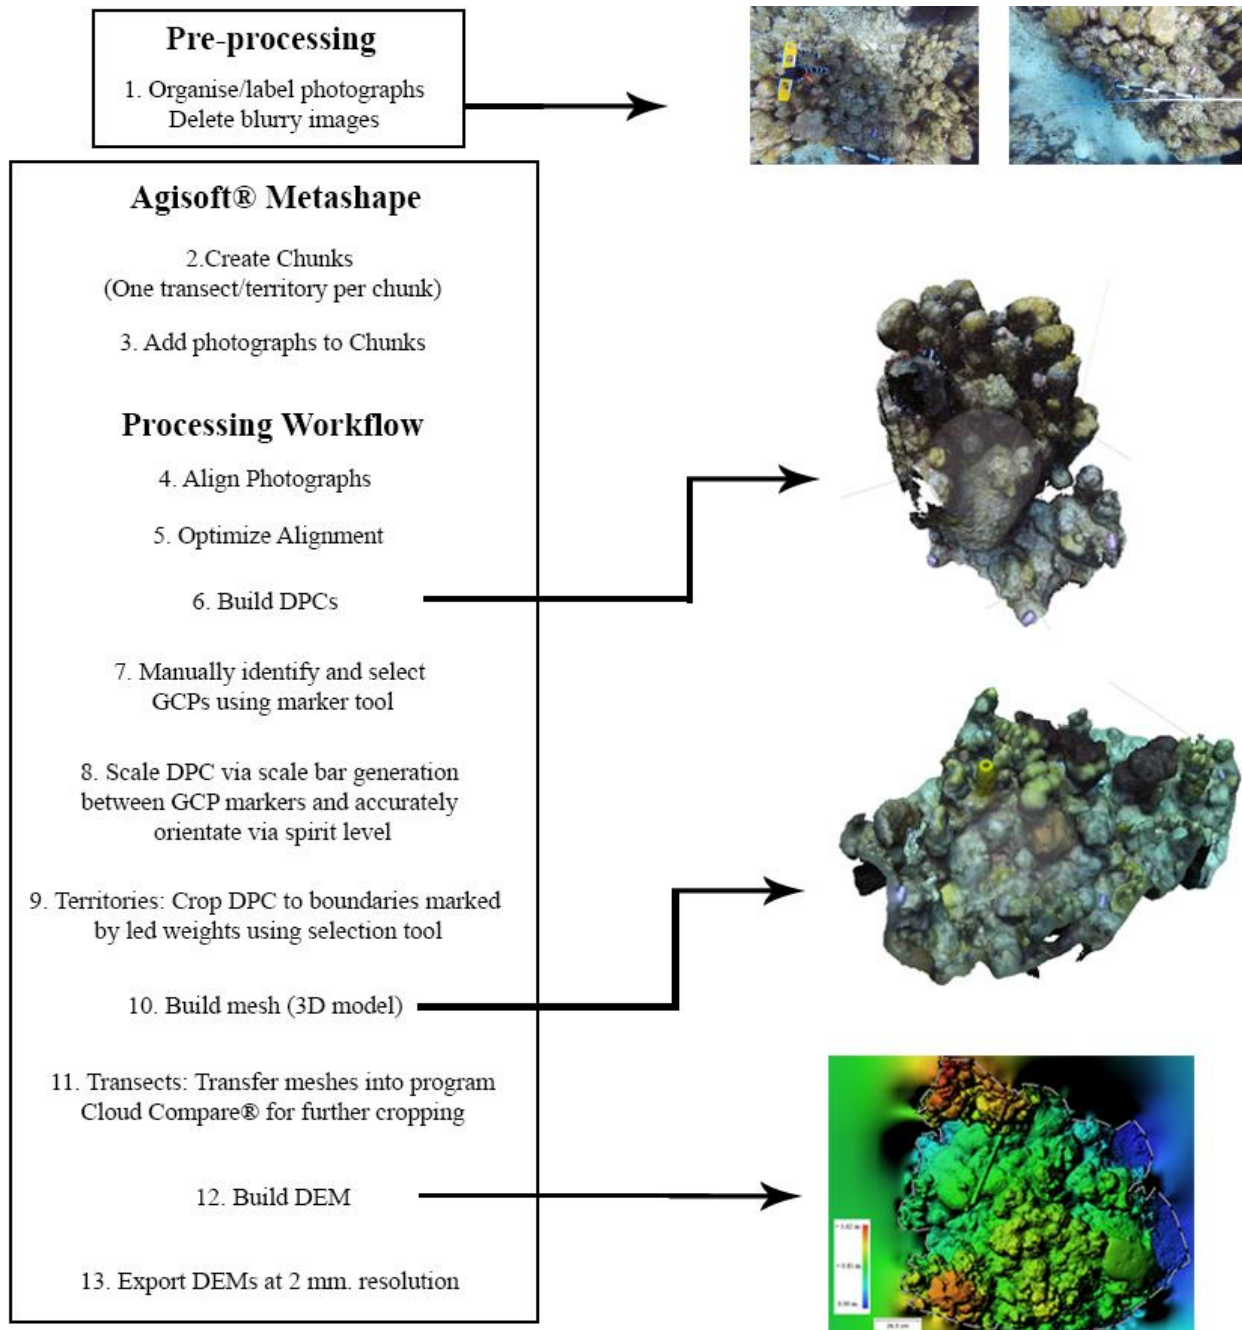 Pre-processing
1. Organise/label photographs
Delete blurry images
Agisoft® Metashape
2.Create Chunks
(One transect/territory per chunk)
3. Add photographs to Chunks
Processing Workflow
4. Align Photographs
5. Optimize Alignment
6. Build DPCs
7. Manually identify and select
GCPs using marker tool
8. Scale DPC via scale bar generation
between GCP markers and accurately
orientate via spirit level
9. Territories: Crop DPC to boundaries marked
by led weights using selection tool
10. Build mesh (3D model)
11. Transects: Transfer meshes into program
Cloud Compare® for further cropping
12. Build DEM
13. Export DEMs at 2 mm. resolution